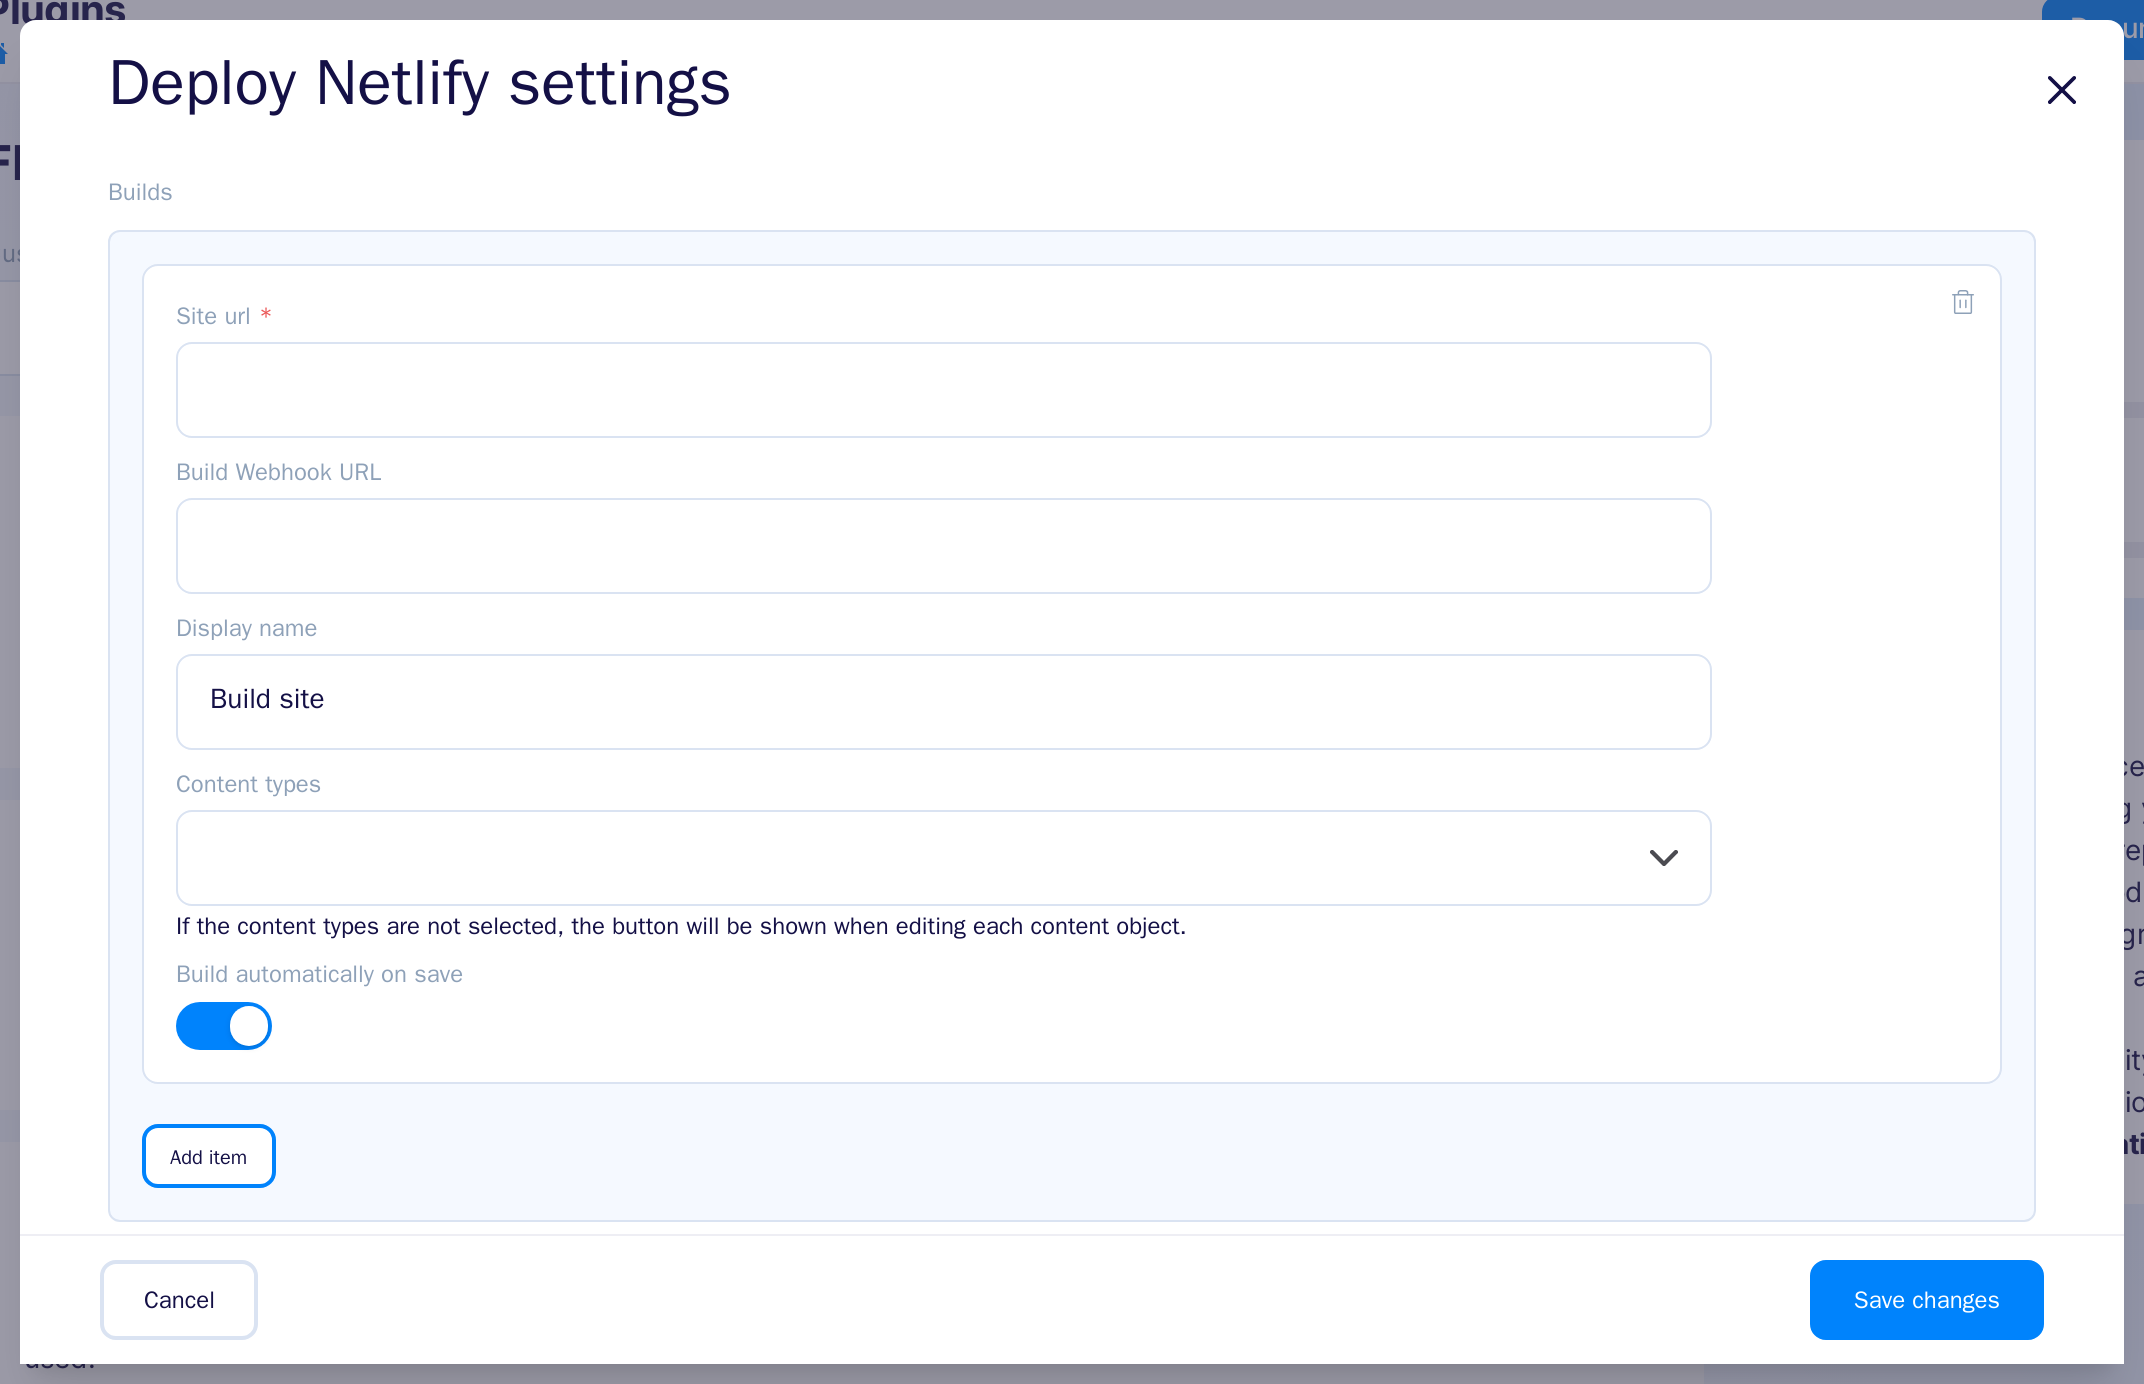 Plugins
Deploy Netlify settings
Builds
Site url *
Build Webhook URL
Display name
Build site
Content types
If the content types are not selected, the button will be shown when editing each content object.
Build automatically on save
Add item
Cancel
Save changes